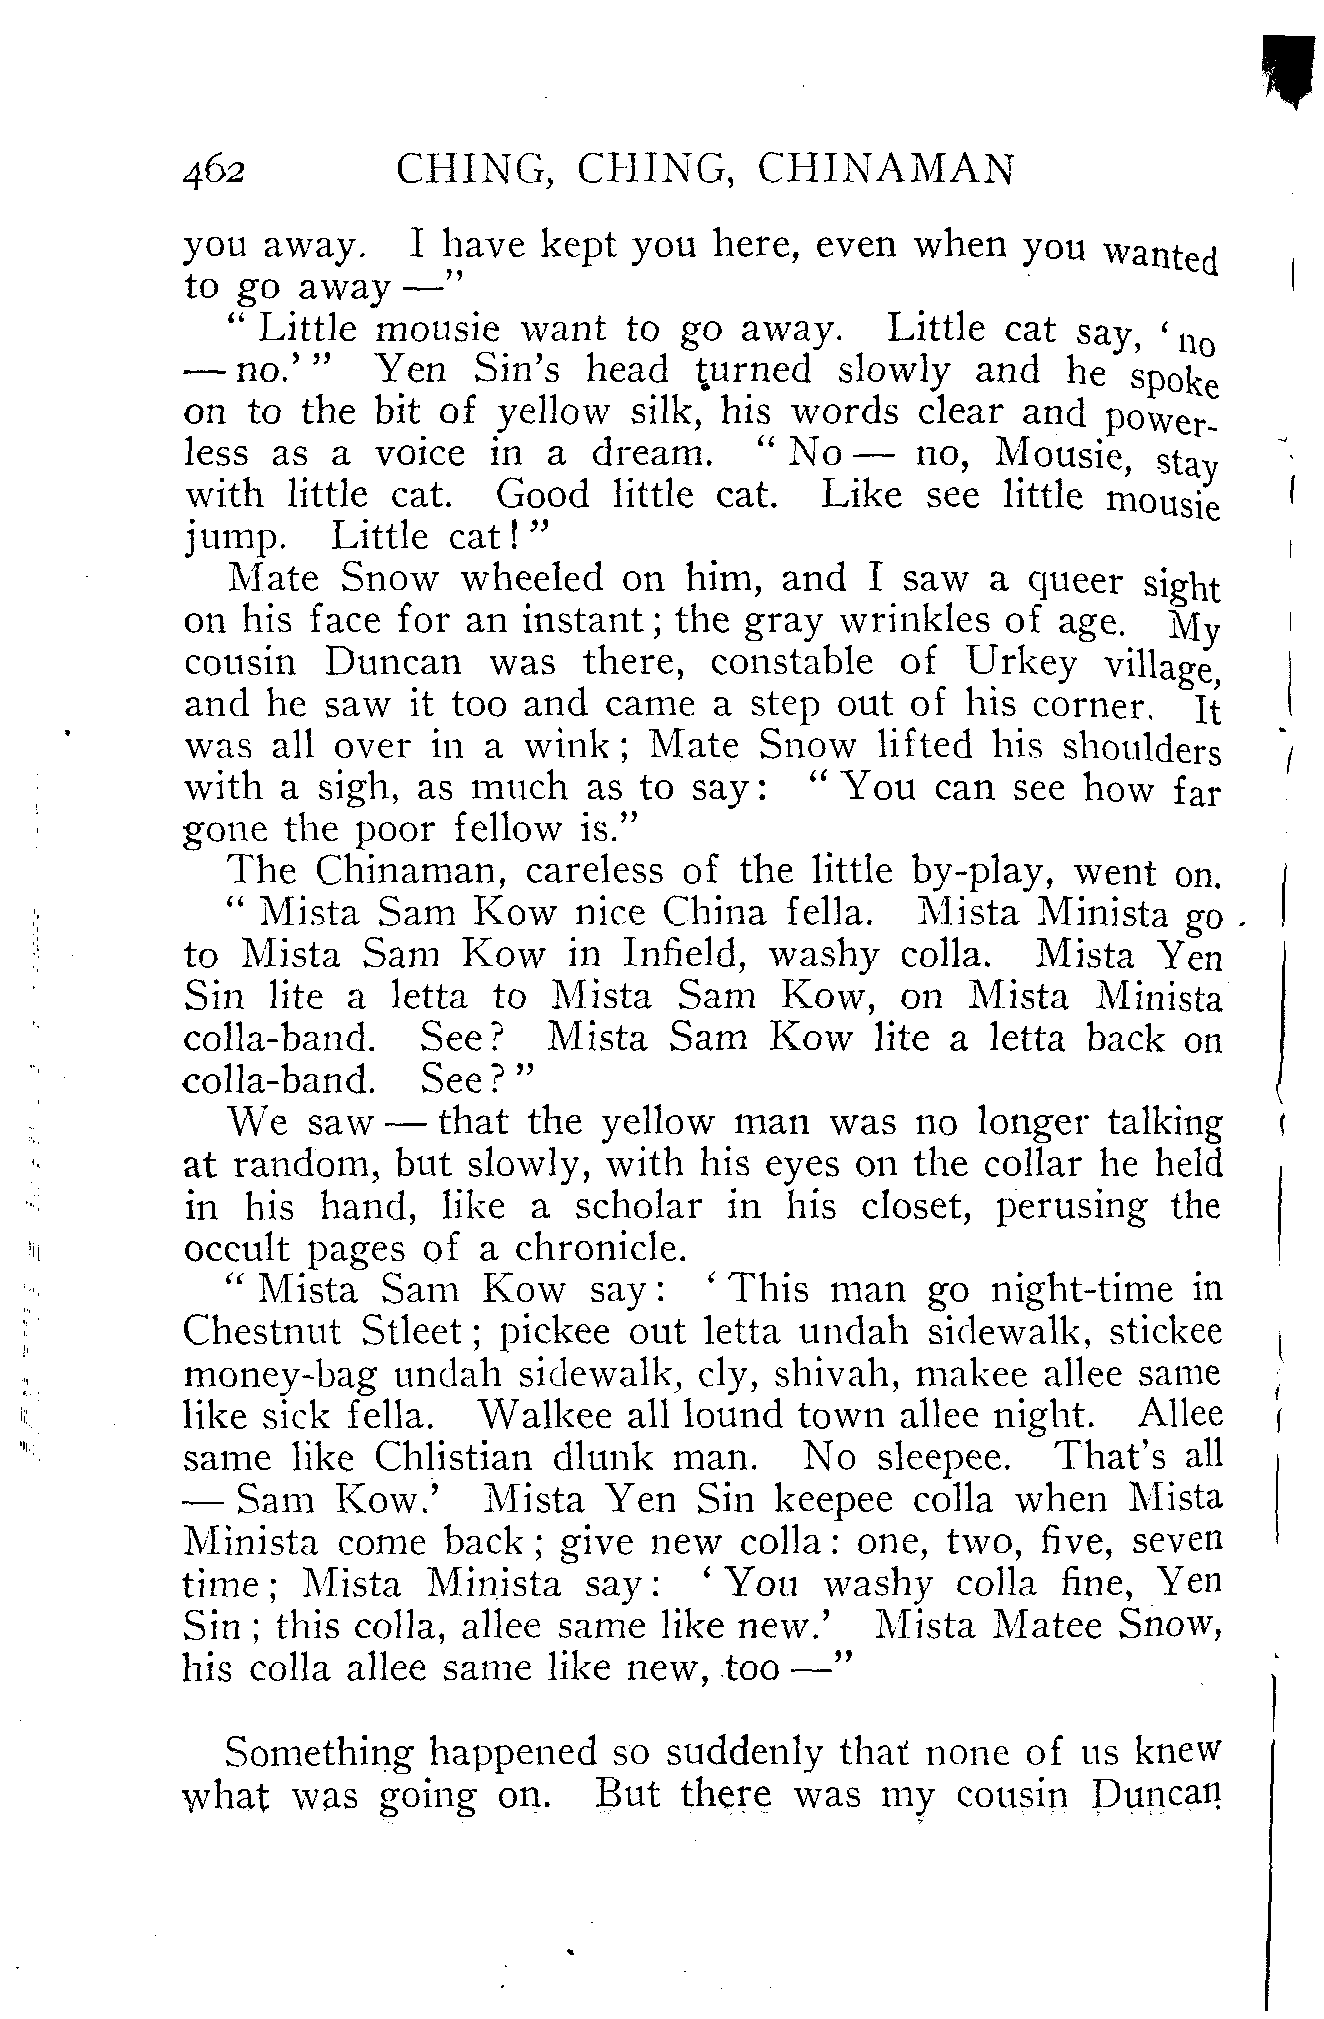 462 CHING, CHING, CHINAMAN
you away. I have kept you here, even when you wanted
to go away —"
" Little mousie want to go away. Little cat say, ' no
— no.' " Yen Sin's head turned slowly and he spoke
on to the bit of yellow silk, his words clear and power-
less as a voice in a dream. " No — no, Mousie, stay
with little cat. Good little cat. Like see little mousie
jump. Little cat! "
Mate Snow wheeled on him, and I saw a queer sight
on his face for an instant; the gray wrinkles of age. My
cousin Duncan was there, constable of Urkey village,
and he saw it too and came a step out of his corner. It
was all over in a wink; Mate Snow lifted his shoulders
with a sigh, as much as to say: " You can see how far
gone the poor fellow is."
The Chinaman, careless of the little by-play, went on.
" Mista Sam Kow nice China fella. Mista Minista go
to Mista Sam Kow in Infield, washy colla. Mista Yen
Sin lite a letta to Mista Sam Kow, on Mista Minista
colla-band. See? Mista Sam Kow lite a letta back on
colla-band. See? "
We saw — that the yellow man was no longer talking
at random, but slowly, with his eyes on the collar he held
in his hand, like a scholar in his closet, perusing the
occult pages of a chronicle.
" Mista Sam Kow say: ' This man go night-time in
Chestnut Stleet; pickee out letta undah sidewalk, stickee
money-bag undah sidewalk, cly, shivah, makee allee same
like sick fella. Walkee all lound town allee night. Allee
same like Chlistian dlunk man. No sleepee. That's all
— Sam Kow.' Mista Yen Sin keepee colla when Mista
Minista come back; give new colla: one, two, five, seven
time; Mista Minista say: ' You washy colla fine, Yen
Sin; this colla, allee same like new.' Mista Matee Snow,
his colla allee same like new, too —"
Something happened so suddenly that none of us knew
what was going on. But there was my cousin Duncan